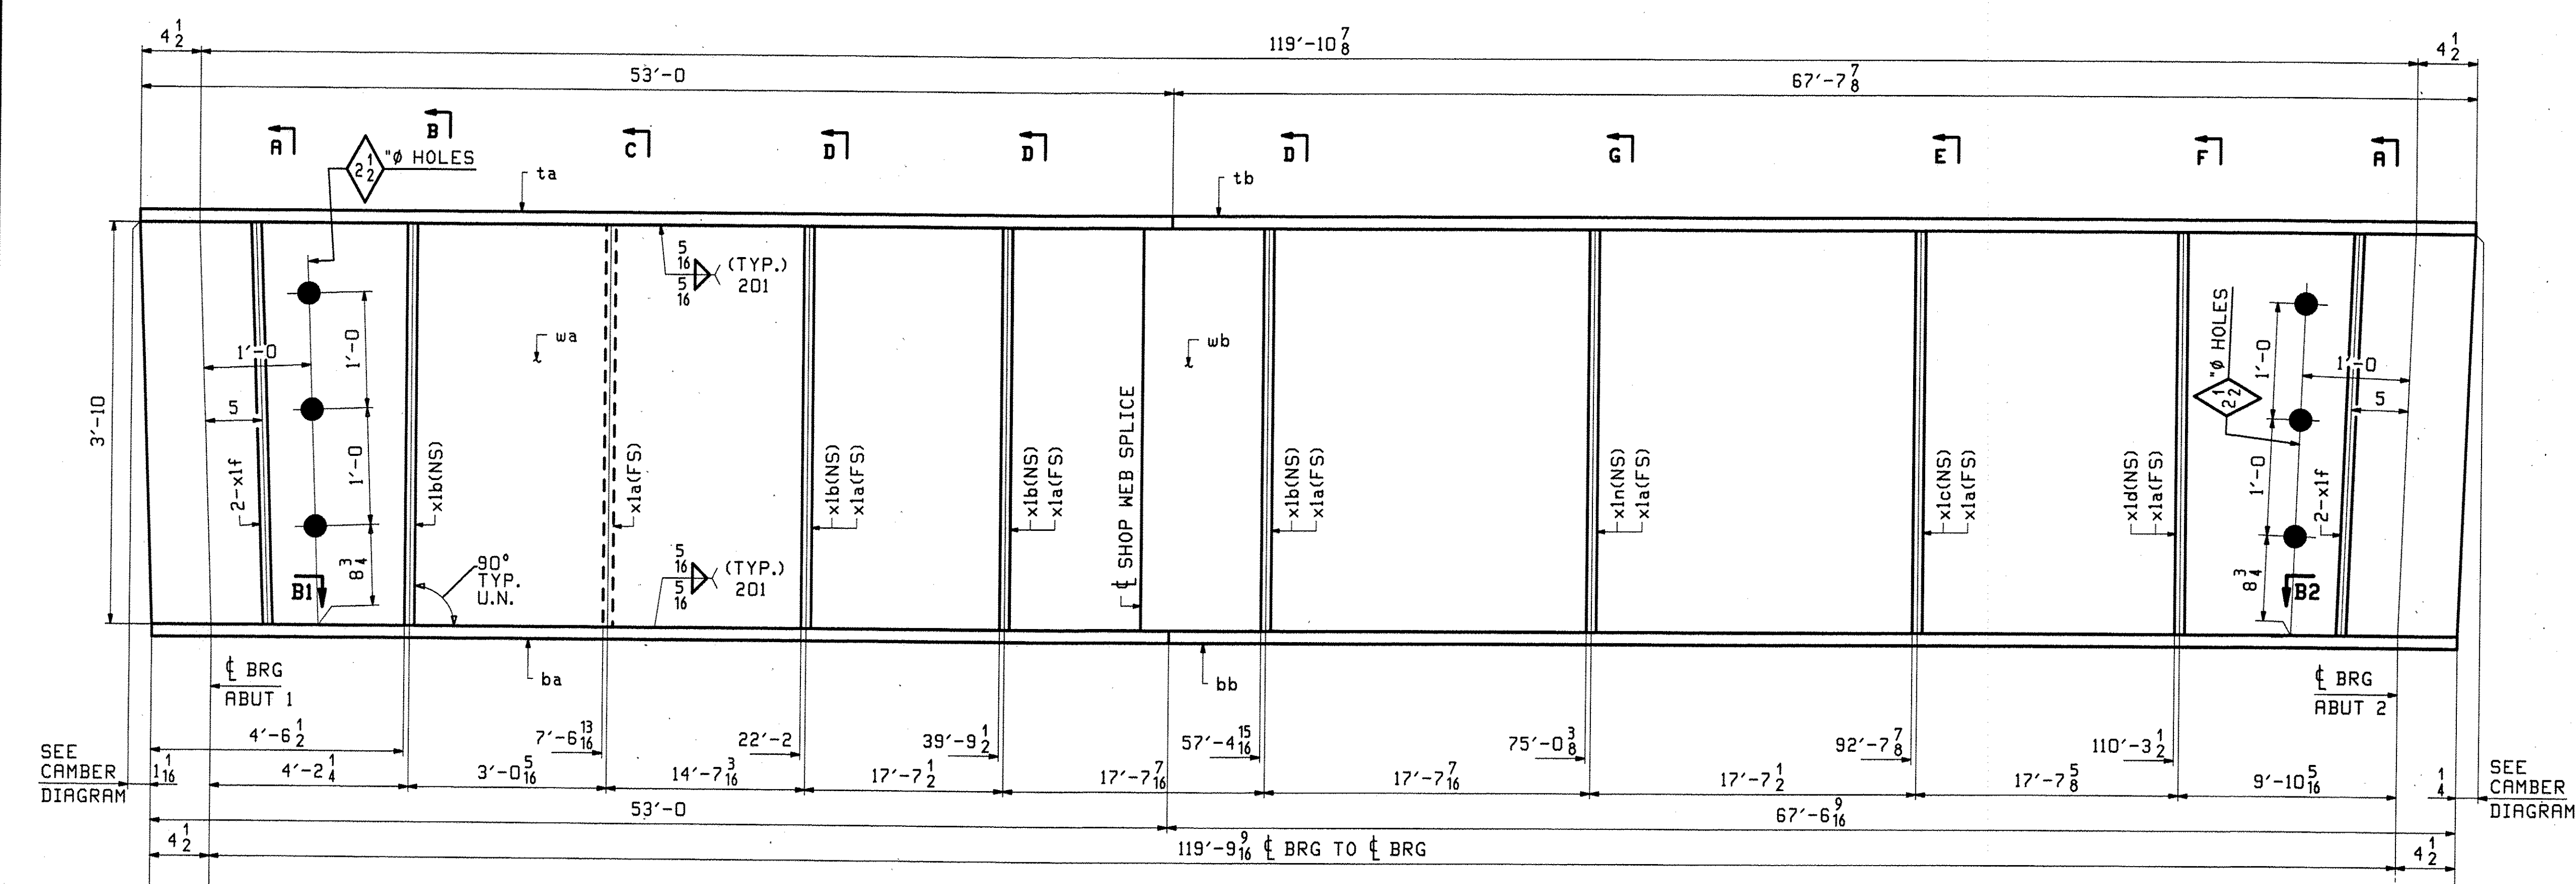 4 1/2
119'-10 7/8
4 1/2
53'-0
67'-7 7/8
A
B
C
D
D
D
G
E
F
A
2 1/2 "Ø HOLES
ta
tb
5/16
5/16
(TYP.)
201
wa
wb
1'-0
1'-0
1'-0
8 3/4
5
3'-10
2-x1f
B1
x1b(NS)
90°
TYP.
U.N.
x1a(FS)
5/16
5/16
(TYP.)
201
x1b(NS)
x1a(FS)
x1b(NS)
x1a(FS)
℄ SHOP WEB SPLICE
x1b(NS)
x1a(FS)
x1n(NS)
x1a(FS)
x1c(NS)
x1a(FS)
x1d(NS)
x1a(FS)
2 1/2 "Ø HOLES
1'-0
1'-0
1'-0
8 3/4
5
2-x1f
B2
℄ BRG
ABUT 1
ba
bb
℄ BRG
ABUT 2
4'-6 1/2
7'-6 13/16
22'-2
39'-9 1/2
57'-4 15/16
75'-0 3/8
92'-7 7/8
110'-3 1/2
SEE
CAMBER
DIAGRAM
1 1/16
4'-2 1/4
3'-0 5/16
14'-7 3/16
17'-7 1/2
17'-7 7/16
17'-7 7/16
17'-7 1/2
17'-7 5/8
9'-10 5/16
1/4
SEE
CAMBER
DIAGRAM
53'-0
67'-6 9/16
4 1/2
119'-9 9/16 ℄ BRG TO ℄ BRG
4 1/2